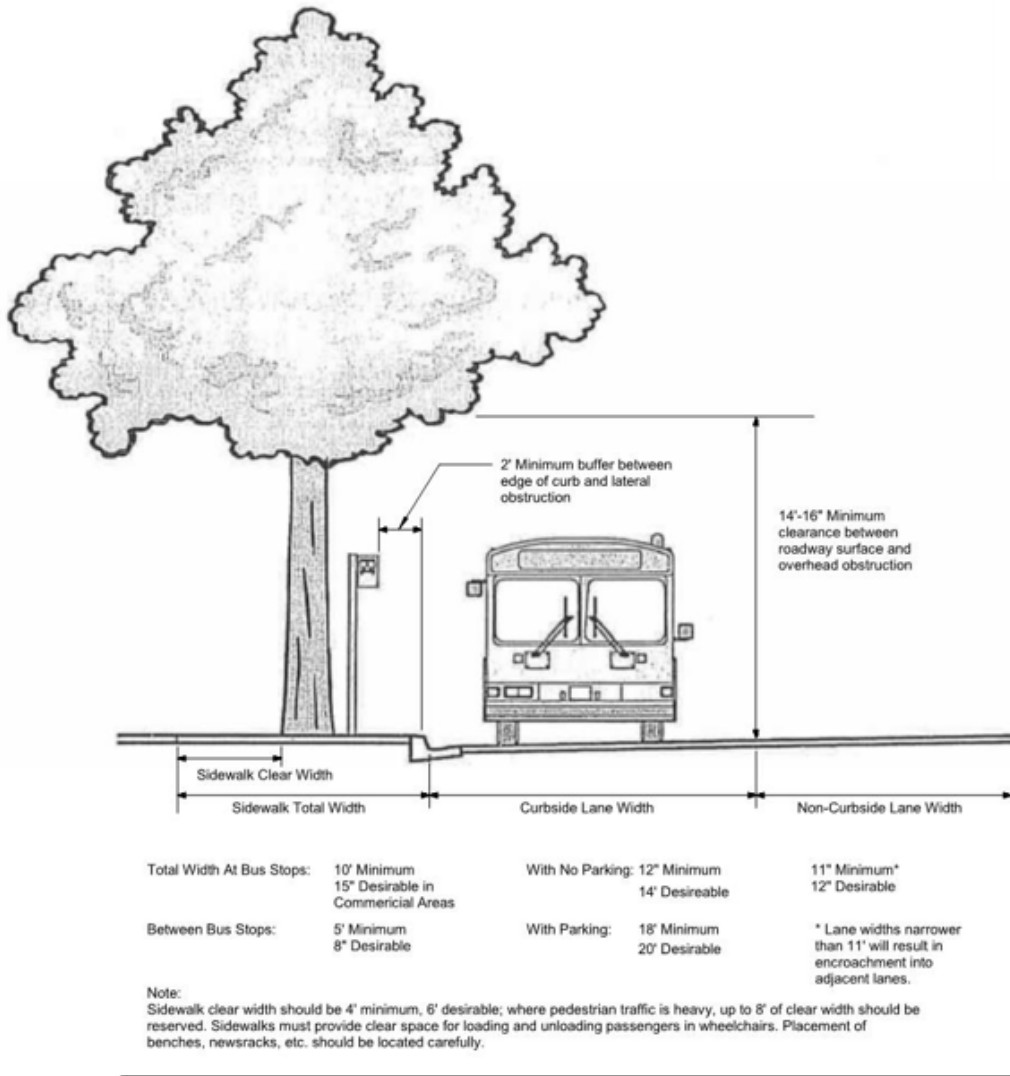 2' Minimum buffer between
edge of curb and lateral
obstruction
14'-16" Minimum
clearance between
roadway surface and
overhead obstruction
Sidewalk Clear Width
Sidewalk Total Width
Curbside Lane Width
Non-Curbside Lane Width
Total Width At Bus Stops:
10' Minimum
15" Desirable in
Commericial Areas
Between Bus Stops:
5' Minimum
8" Desirable
With No Parking:
12" Minimum
14' Desireable
With Parking:
18' Minimum
20' Desirable
11" Minimum*
12" Desirable
* Lane widths narrower
than 11' will result in
encroachment into
adjacent lanes.
Note:
Sidewalk clear width should be 4' minimum, 6' desirable; where pedestrian traffic is heavy, up to 8' of clear width should be
reserved. Sidewalks must provide clear space for loading and unloading passengers in wheelchairs. Placement of
benches, newsracks, etc. should be located carefully.